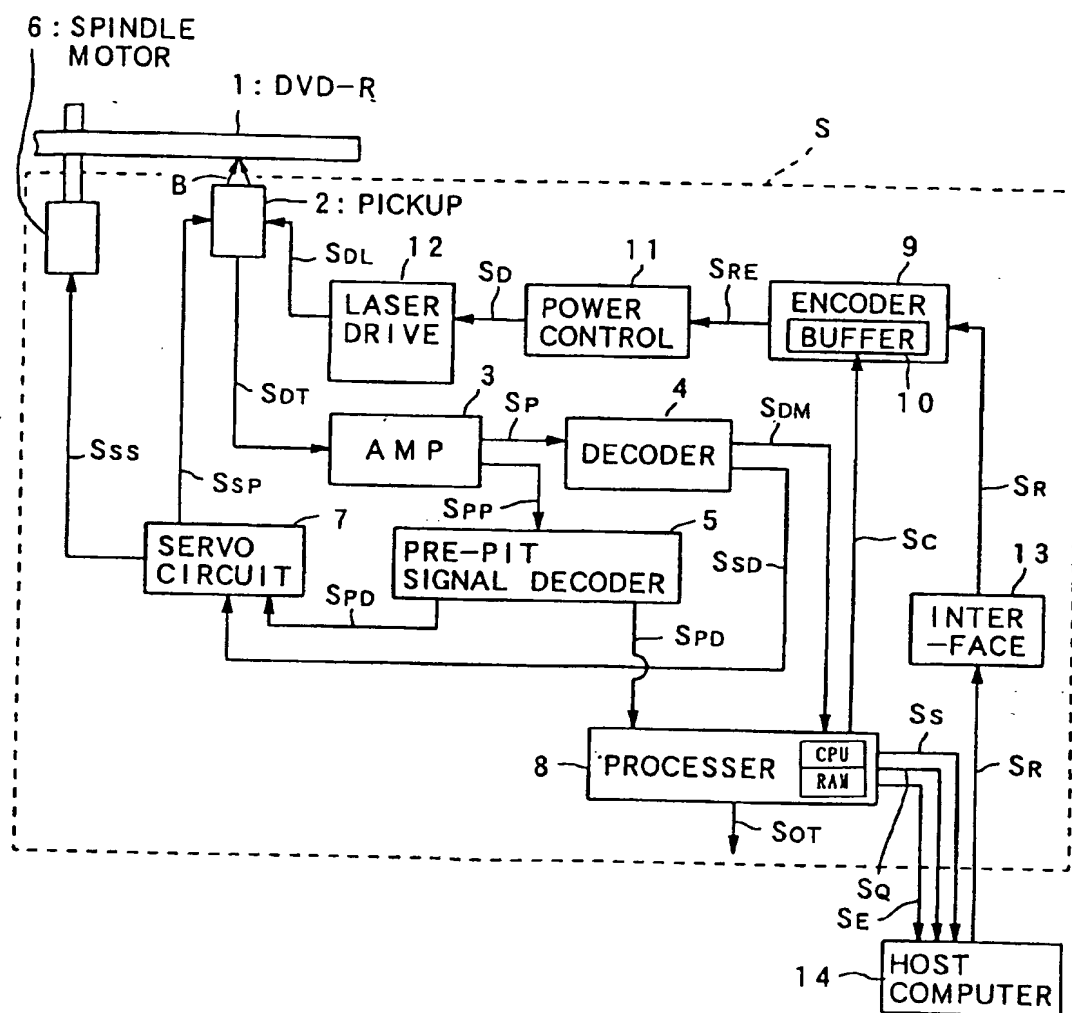 6: SPINDLE
MOTOR
1: DVD-R
S
B
2: PICKUP
SDL
12
SD
11
SRE
9
LASER
DRIVE
POWER
CONTROL
ENCODER
BUFFER
10
SDT
3
SP
4
SDM
AMP
DECODER
SSS
SSP
SPP
5
SSD
SC
SR
7
SERVO
CIRCUIT
PRE-PIT
SIGNAL DECODER
13
INTER
-FACE
SPD
SPD
SS
8
PROCESSER
CPU
RAM
SR
SOT
SQ
SE
14
HOST
COMPUTER